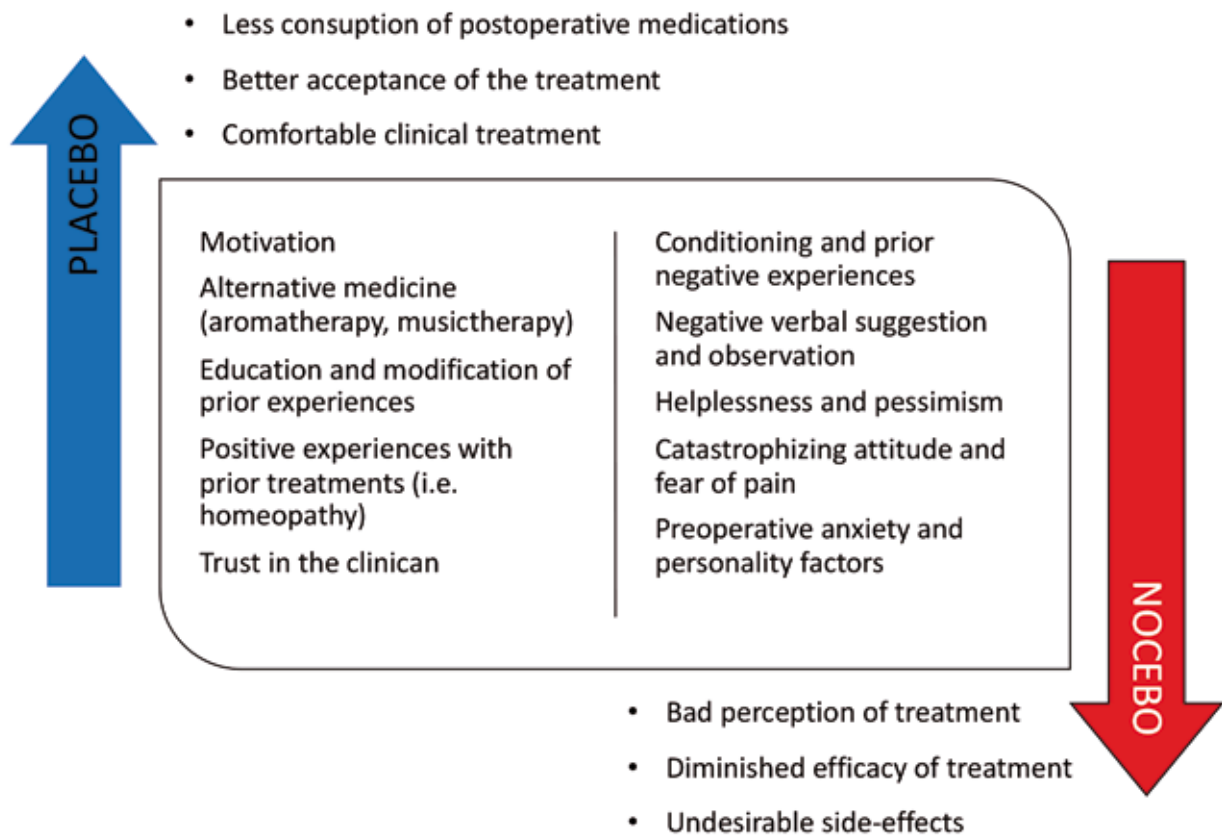 • Less consuption of postoperative medications
• Better acceptance of the treatment
• Comfortable clinical treatment
PLACEBO
Motivation
Alternative medicine
(aromatherapy, musictherapy)
Education and modification of
prior experiences
Positive experiences with
prior treatments (i.e.
homeopathy)
Trust in the clinican
Conditioning and prior
negative experiences
Negative verbal suggestion
and observation
Helplessness and pessimism
Catastrophizing attitude and
fear of pain
Preoperative anxiety and
personality factors
NOCEBO
• Bad perception of treatment
• Diminished efficacy of treatment
• Undesirable side-effects